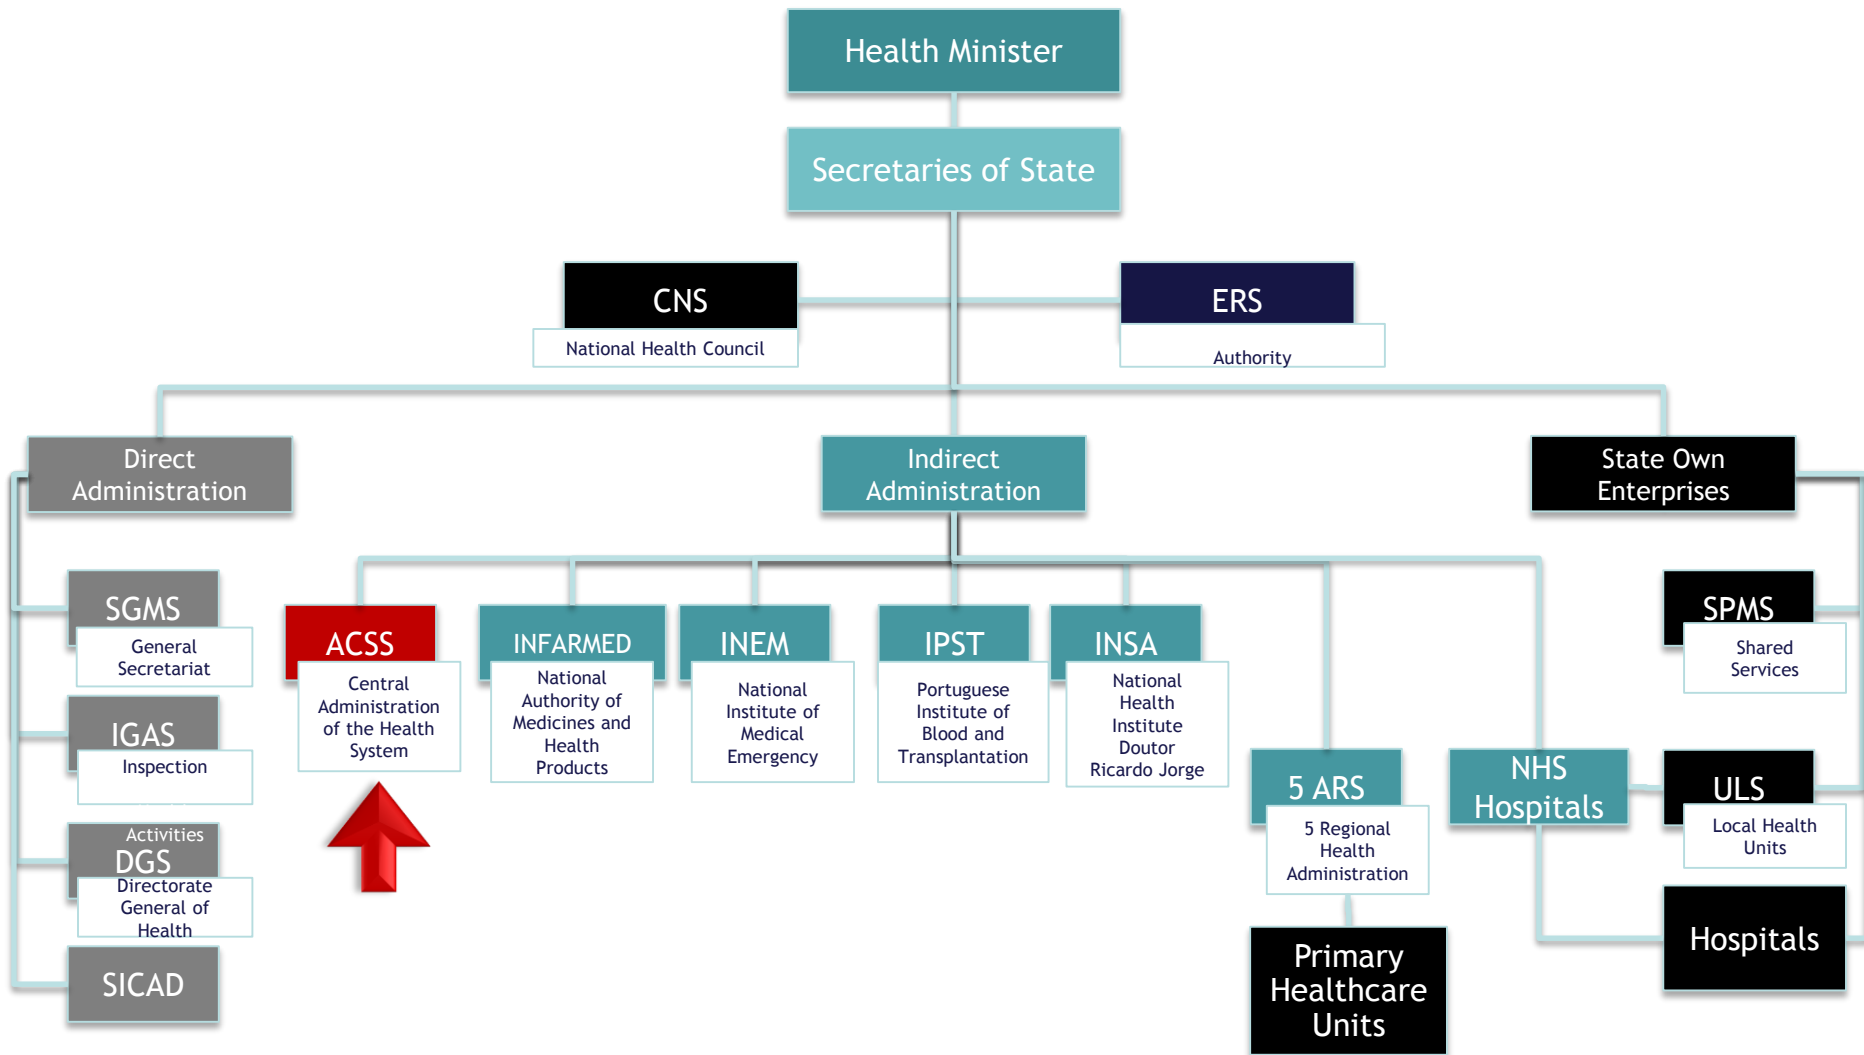 Health Minister
Secretaries of State
CNS
National Health Council
ERS
Authority
Direct
Administration
Indirect
Administration
State Own
Enterprises
SGMS
General
Secretariat
IGAS
Inspection
Activities
DGS
Directorate
General of
Health
SICAD
ACSS
Central
Administration
of the Health
System
INFARMED
National
Authority of
Medicines and
Health
Products
INEM
National
Institute of
Medical
Emergency
IPST
Portuguese
Institute of
Blood and
Transplantation
INSA
National
Health
Institute
Doutor
Ricardo Jorge
5 ARS
5 Regional
Health
Administration
Primary
Healthcare
Units
NHS
Hospitals
SPMS
Shared
Services
ULS
Local Health
Units
Hospitals